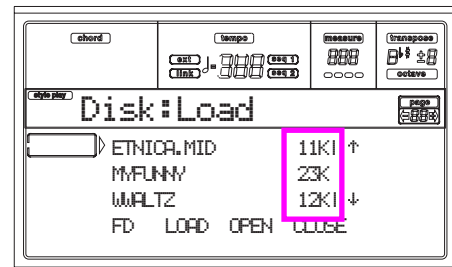 chord tempo measure transpose
ext seq 1
link seq 2
octave
style play Disk:Load page
ETNICA.MID 11K
MYFUNNY 23K
WWALTZ 12K
FD LOAD OPEN CLOSE